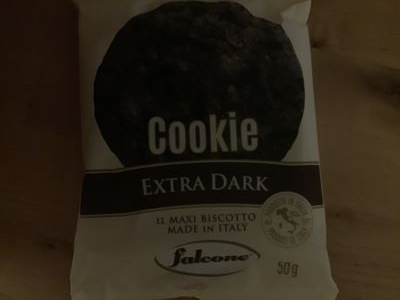 Cookie
EXTRA DARK
IL MAXI BISCOTTO
MADE IN ITALY
falcone
50g